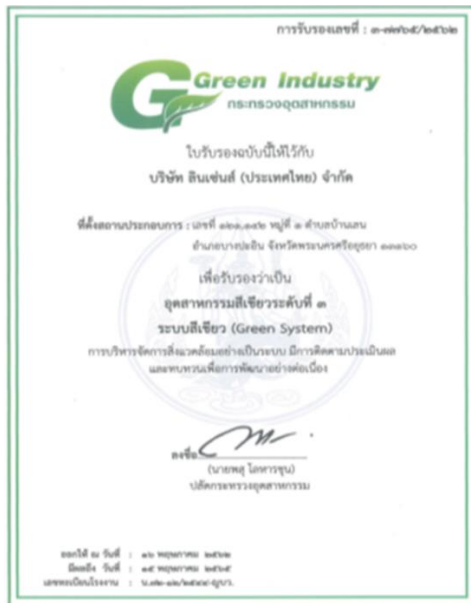 การรับรองเลขที่ :
Green Industry
กระทรวงอุตสาหกรรม
ใบรับรองฉบับนี้ให้ไว้กับ
บริษัท ลินเซ่นส์ (ประเทศไทย) จำกัด
ที่ตั้งสถานประกอบการ : เลขที่ หมู่ที่ ๑ ตำบลบ้านเลน
อำเภอบางปะอิน จังหวัดพระนครศรีอยุธยา ๑๓๑๖๐
เพื่อรับรองว่าเป็น
อุตสาหกรรมสีเขียวระดับที่ ๓
ระบบสีเขียว (Green System)
การบริหารจัดการสิ่งแวดล้อมอย่างเป็นระบบ มีการติดตามประเมินผล
และทบทวนเพื่อการพัฒนาอย่างต่อเนื่อง
ลงชื่อ
(นายพสุ โลหารชุน)
ปลัดกระทรวงอุตสาหกรรม
ออกให้ ณ วันที่ : ๑๖ พฤษภาคม ๒๕๖๒
มีผลถึง วันที่ : ๑๕ พฤษภาคม ๒๕๖๕
เลขทะเบียนโรงงาน :